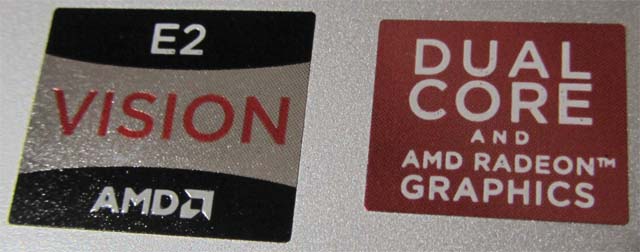 E2
VISION
AMD
DUAL
CORE
AND
AMD RADEON™
GRAPHICS